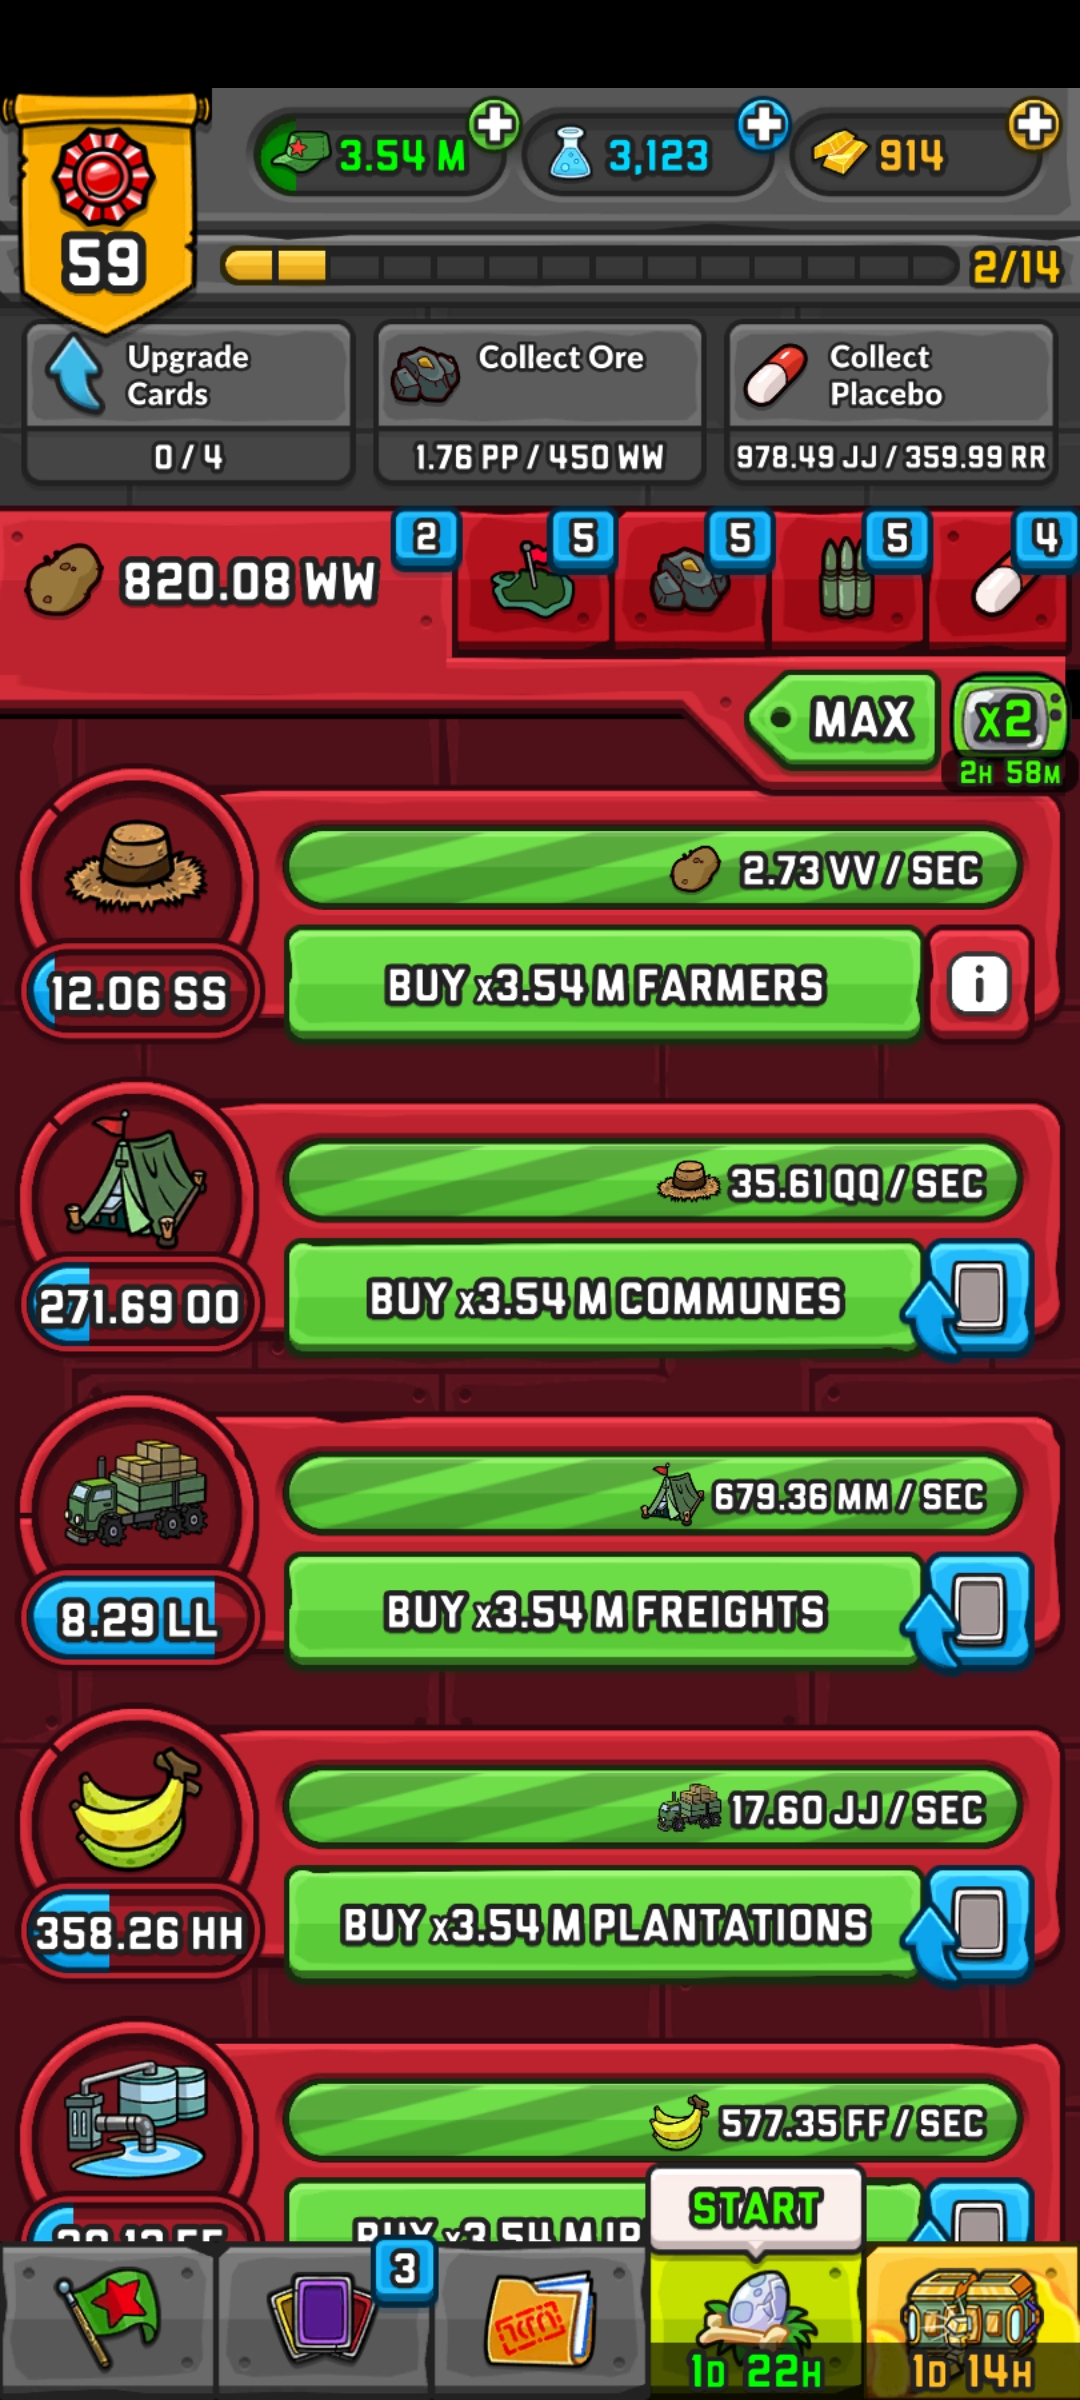 59
3.54 M
3,123
914
2/14
Upgrade
Cards
0 / 4
Collect Ore
1.76 PP / 450 WW
Collect
Placebo
978.49 JJ / 359.99 RR
820.08 WW
2
5
5
5
4
MAX
x2
2H 58M
2.73 VV / SEC
12.06 SS
BUY x3.54 M FARMERS
i
35.61 QQ / SEC
271.69 OO
BUY x3.54 M COMMUNES
679.36 MM / SEC
8.29 LL
BUY x3.54 M FREIGHTS
17.60 JJ / SEC
358.26 HH
BUY x3.54 M PLANTATIONS
577.35 FF / SEC
BUY x3.54 M
START
3
1D 22H
1D 14H